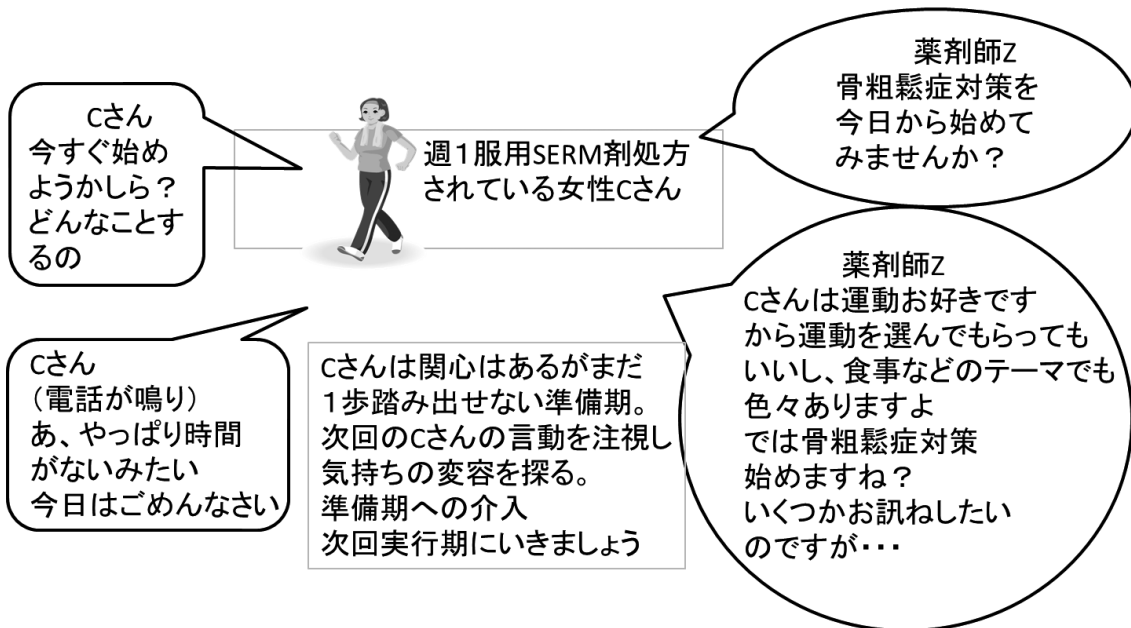 薬剤師Z
骨粗鬆症対策を
今日から始めて
みませんか？
Cさん
今すぐ始め
ようかしら？
どんなことす
るの
週１服用SERM剤処方
されている女性Cさん
薬剤師Z
Cさんは運動お好きです
から運動を選んでもらっても
いいし、食事などのテーマでも
色々ありますよ
では骨粗鬆症対策
始めますね？
いくつかお訊ねしたい
のですが・・・
Cさん
（電話が鳴り）
あ、やっぱり時間
がないみたい
今日はごめんなさい
Cさんは関心はあるがまだ
１歩踏み出せない準備期。
次回のCさんの言動を注視し
気持ちの変容を探る。
準備期への介入
次回実行期にいきましょう